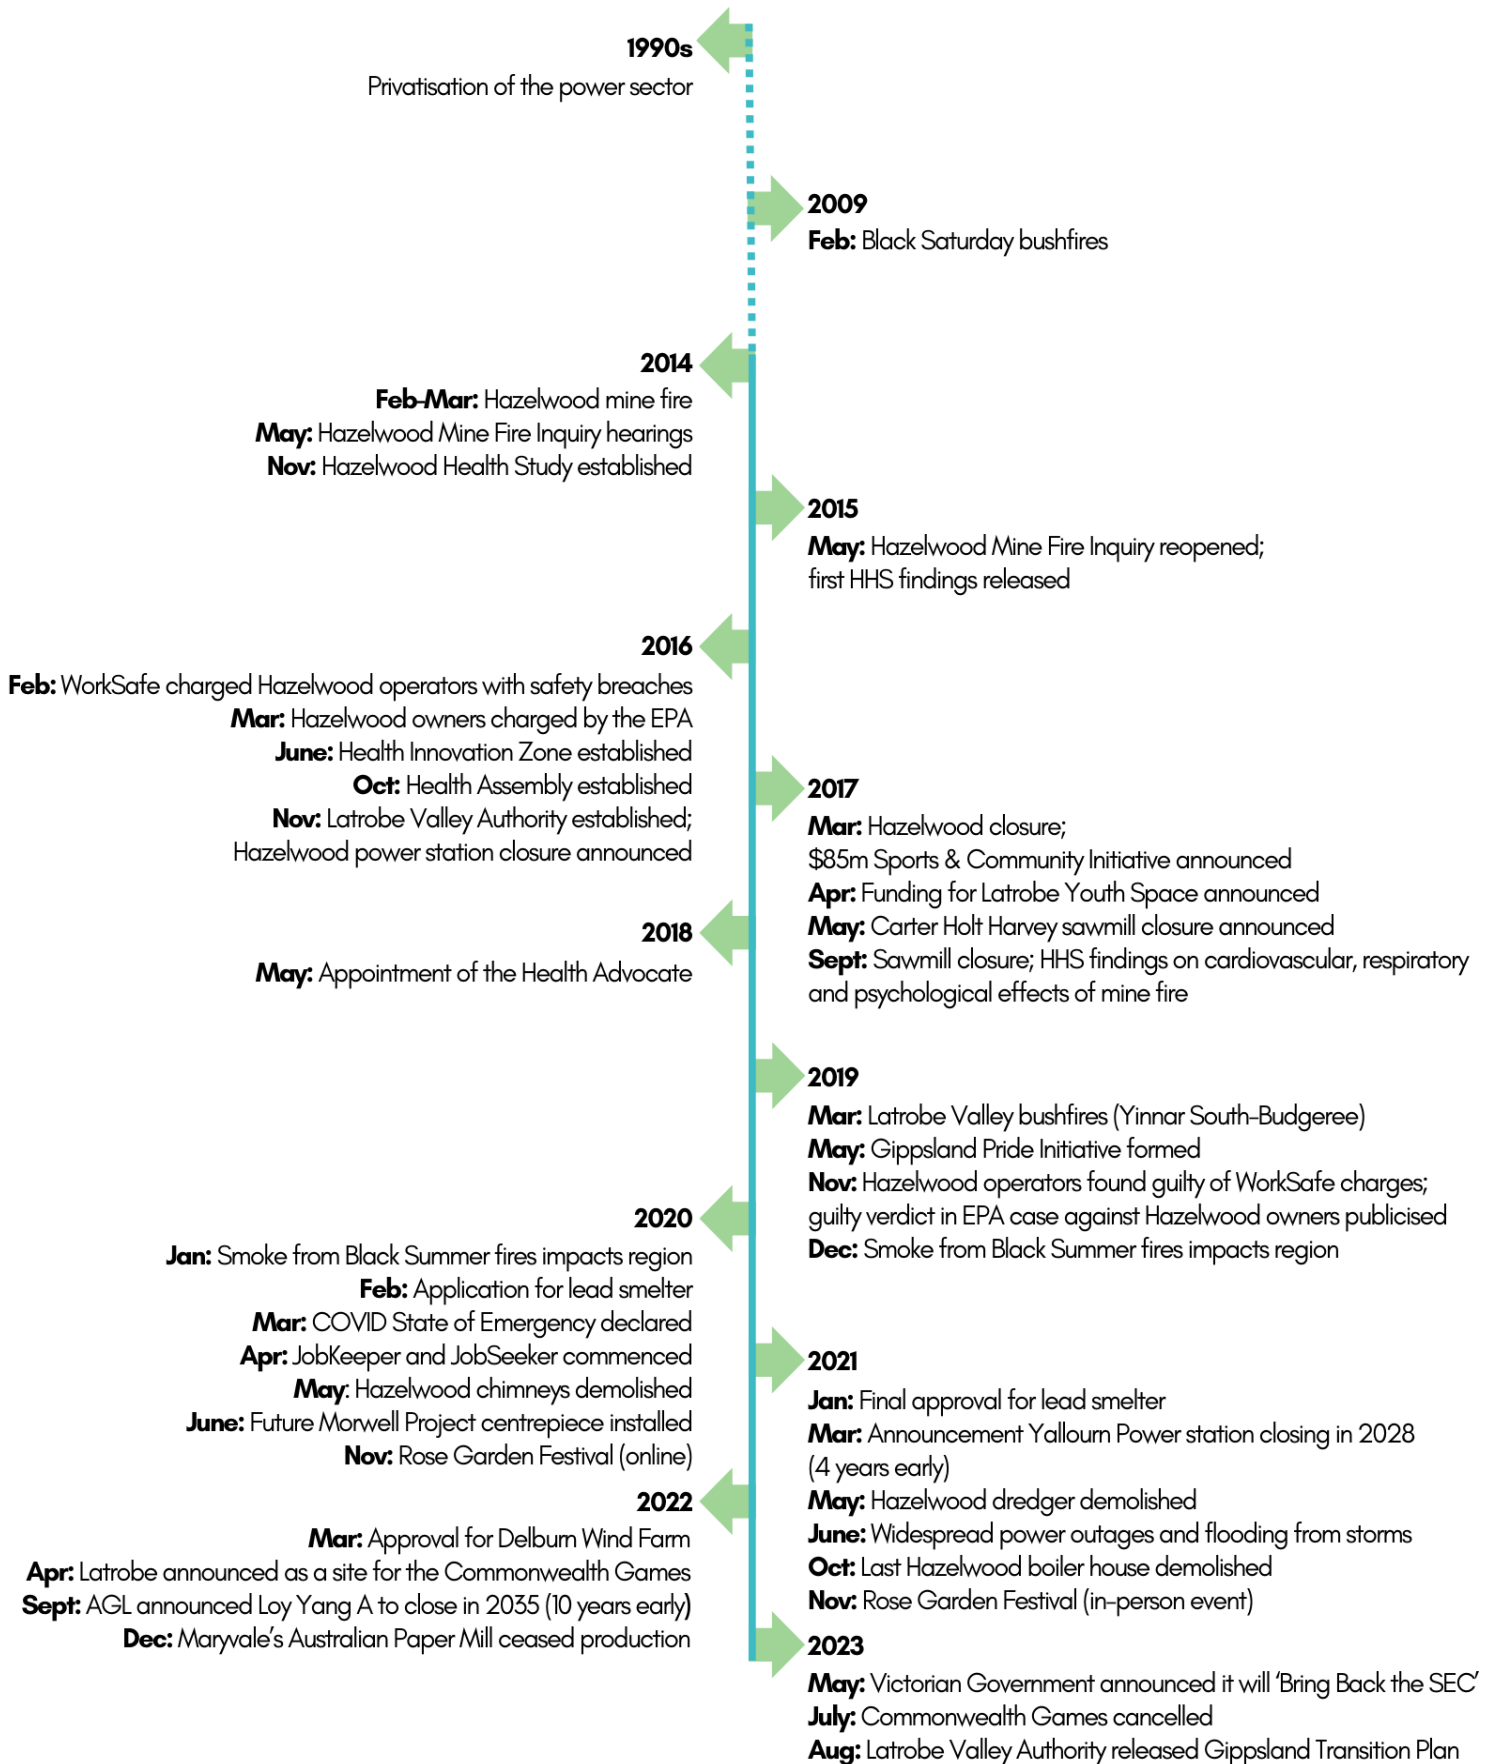 1990s
Privatisation of the power sector
2009
Feb: Black Saturday bushfires
2014
Feb-Mar: Hazelwood mine fire
May: Hazelwood Mine Fire Inquiry hearings
Nov: Hazelwood Health Study established
2015
May: Hazelwood Mine Fire Inquiry reopened;
first HHS findings released
2016
Feb: WorkSafe charged Hazelwood operators with safety breaches
Mar: Hazelwood owners charged by the EPA
June: Health Innovation Zone established
Oct: Health Assembly established
Nov: Latrobe Valley Authority established;
Hazelwood power station closure announced
2017
Mar: Hazelwood closure;
$85m Sports & Community Initiative announced
Apr: Funding for Latrobe Youth Space announced
May: Carter Holt Harvey sawmill closure announced
Sept: Sawmill closure; HHS findings on cardiovascular, respiratory
and psychological effects of mine fire
2018
May: Appointment of the Health Advocate
2019
Mar: Latrobe Valley bushfires (Yinnar South-Budgeree)
May: Gippsland Pride Initiative formed
Nov: Hazelwood operators found guilty of WorkSafe charges;
guilty verdict in EPA case against Hazelwood owners publicised
Dec: Smoke from Black Summer fires impacts region
2020
Jan: Smoke from Black Summer fires impacts region
Feb: Application for lead smelter
Mar: COVID State of Emergency declared
Apr: JobKeeper and JobSeeker commenced
May: Hazelwood chimneys demolished
June: Future Morwell Project centrepiece installed
Nov: Rose Garden Festival (online)
2021
Jan: Final approval for lead smelter
Mar: Announcement Yallourn Power station closing in 2028
(4 years early)
May: Hazelwood dredger demolished
June: Widespread power outages and flooding from storms
Oct: Last Hazelwood boiler house demolished
Nov: Rose Garden Festival (in-person event)
2022
Mar: Approval for Delburn Wind Farm
Apr: Latrobe announced as a site for the Commonwealth Games
Sept: AGL announced Loy Yang A to close in 2035 (10 years early)
Dec: Maryvale's Australian Paper Mill ceased production
2023
May: Victorian Government announced it will 'Bring Back the SEC'
July: Commonwealth Games cancelled
Aug: Latrobe Valley Authority released Gippsland Transition Plan